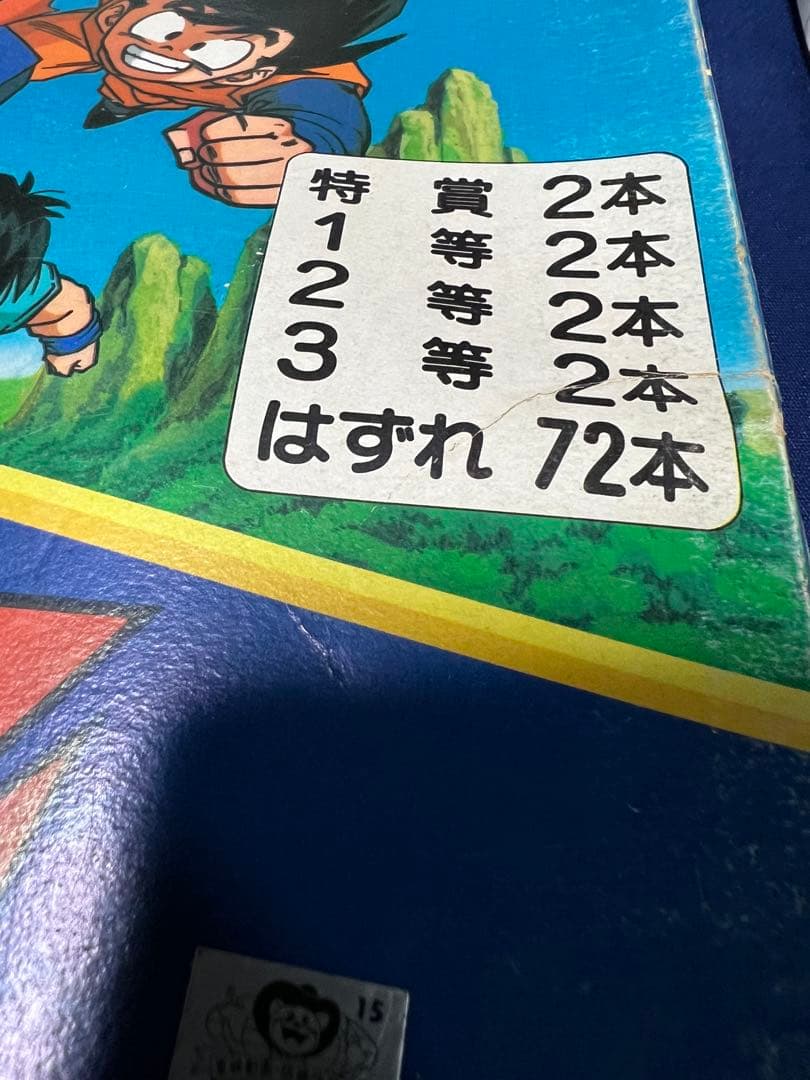 特 賞 2本
1 等 2本
2 等 2本
3 等 2本
はずれ 72本
15